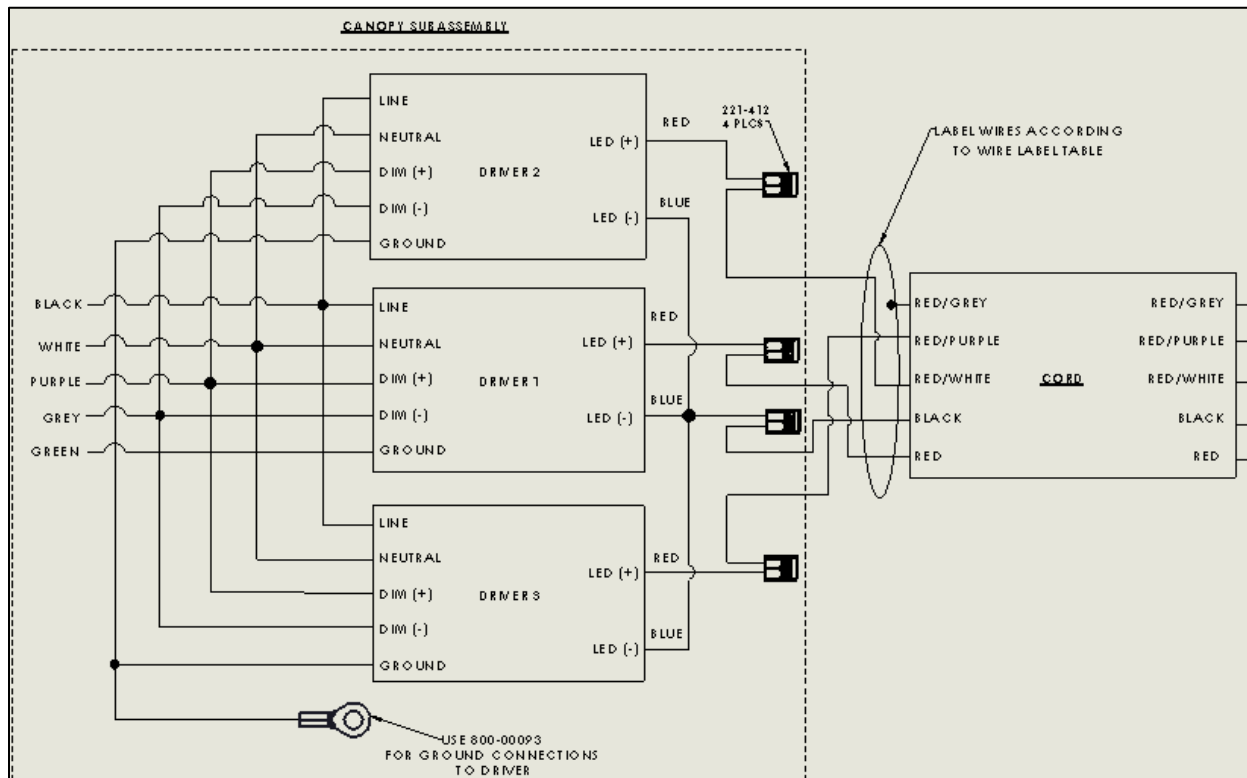 CANOPY SUBASSEMBLY
LINE
NEUTRAL
DIM (+)
DIM (-)
GROUND
DRIVER 2
LED (+)
LED (-)
RED
BLUE
221-412
4 PLCS
LABEL WIRES ACCORDING
TO WIRE LABEL TABLE
BLACK
WHITE
PURPLE
GREY
GREEN
LINE
NEUTRAL
DIM (+)
DIM (-)
GROUND
DRIVER 1
LED (+)
LED (-)
RED
BLUE
RED/GREY
RED/PURPLE
RED/WHITE
BLACK
RED
CORD
RED/GREY
RED/PURPLE
RED/WHITE
BLACK
RED
LINE
NEUTRAL
DIM (+)
DIM (-)
GROUND
DRIVER 3
LED (+)
LED (-)
RED
BLUE
USE 800-00093
FOR GROUND CONNECTIONS
TO DRIVER